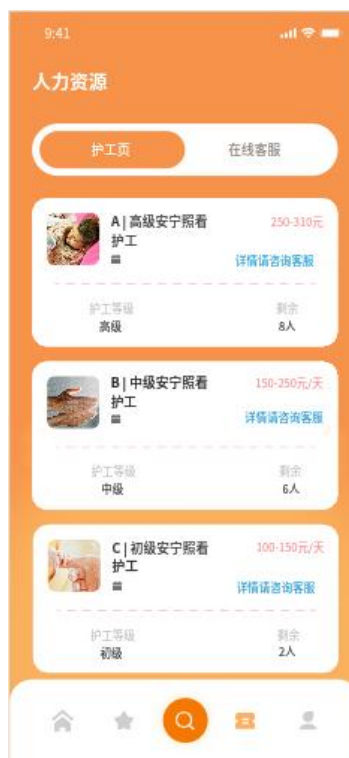 9:41
人力资源
护工页
在线客服
A | 高级安宁照看
护工
250-310元
详情请咨询客服
护工等级
剩余
高级
8人
B | 中级安宁照看
护工
150-250元/天
详情请咨询客服
护工等级
剩余
中级
6人
C | 初级安宁照看
护工
100-150元/天
详情请咨询客服
护工等级
剩余
初级
2人